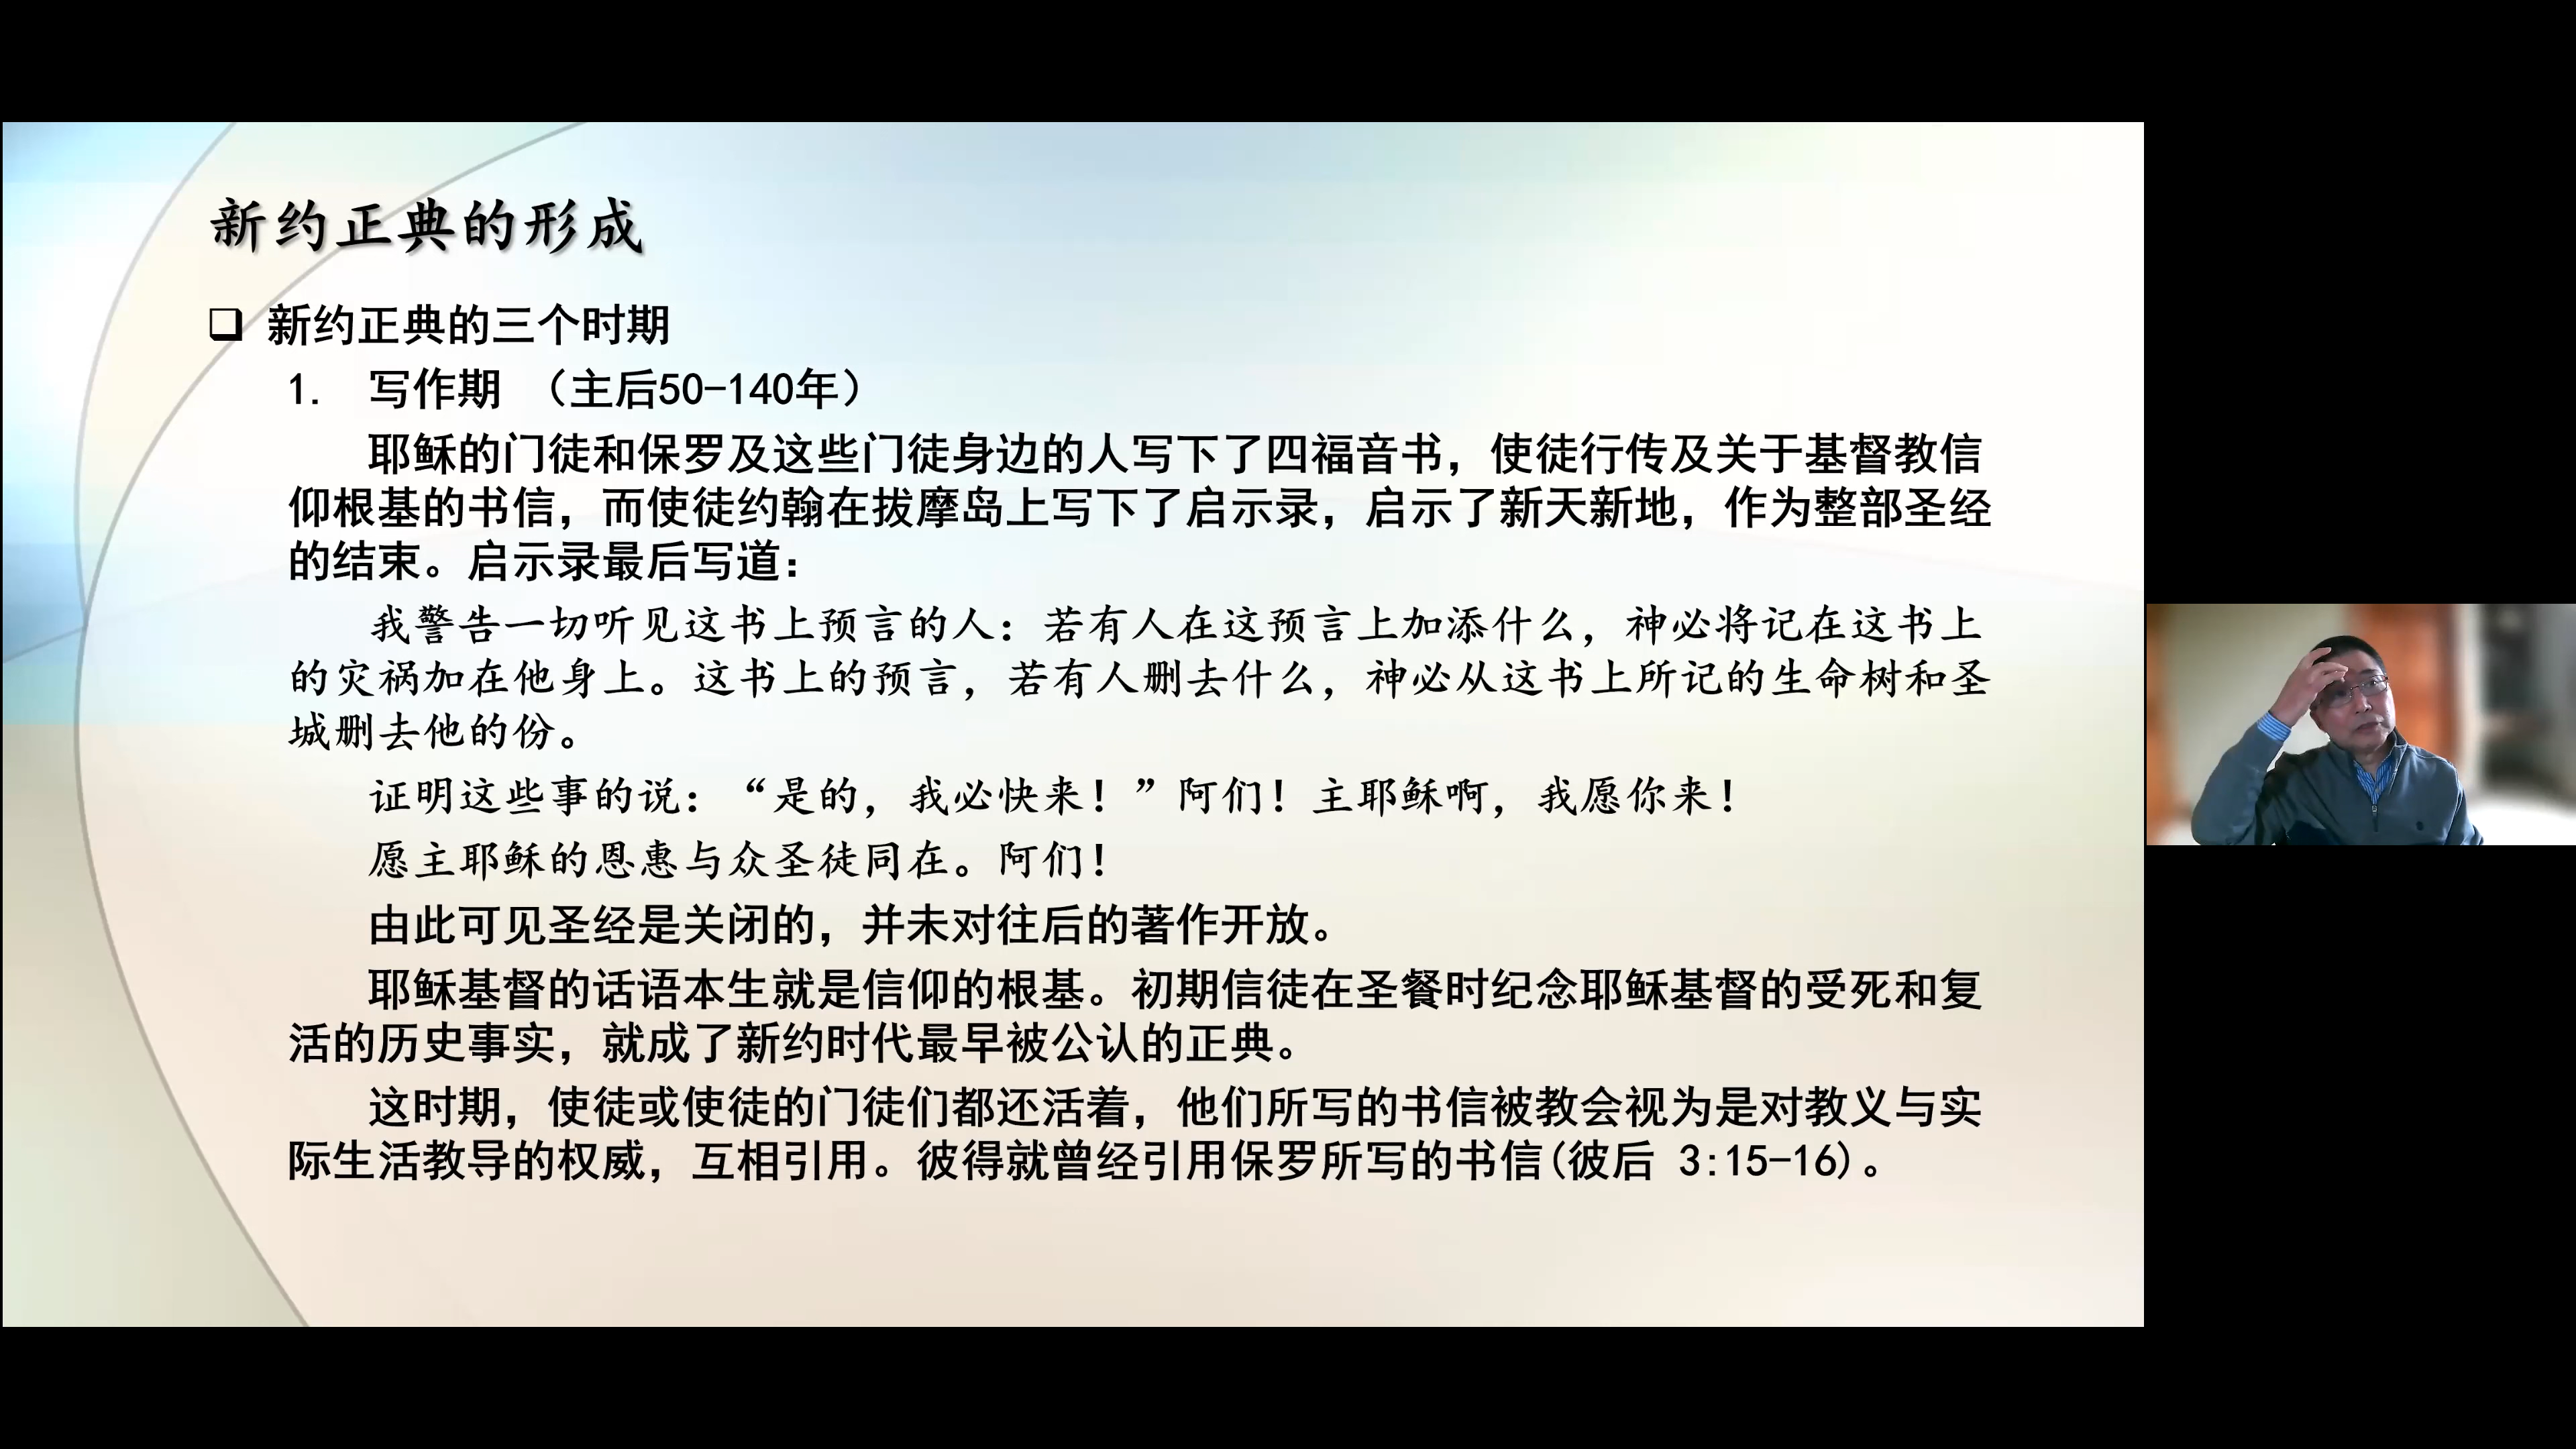 新约正典的形成
❑ 新约正典的三个时期
1. 写作期 （主后50-140年）
耶稣的门徒和保罗及这些门徒身边的人写下了四福音书，使徒行传及关于基督教信
仰根基的书信，而使徒约翰在拔摩岛上写下了启示录，启示了新天新地，作为整部圣经
的结束。启示录最后写道：
我警告一切听见这书上预言的人：若有人在这预言上加添什么，神必将记在这书上
的灾祸加在他身上。这书上的预言，若有人删去什么，神必从这书上所记的生命树和圣
城删去他的份。
证明这些事的说：“是的，我必快来！”阿们！主耶稣啊，我愿你来！
愿主耶稣的恩惠与众圣徒同在。阿们！
由此可见圣经是关闭的，并未对往后的著作开放。
耶稣基督的话语本生就是信仰的根基。初期信徒在圣餐时纪念耶稣基督的受死和复
活的历史事实，就成了新约时代最早被公认的正典。
这时期，使徒或使徒的门徒们都还活着，他们所写的书信被教会视为是对教义与实
际生活教导的权威，互相引用。彼得就曾经引用保罗所写的书信(彼后 3:15-16)。